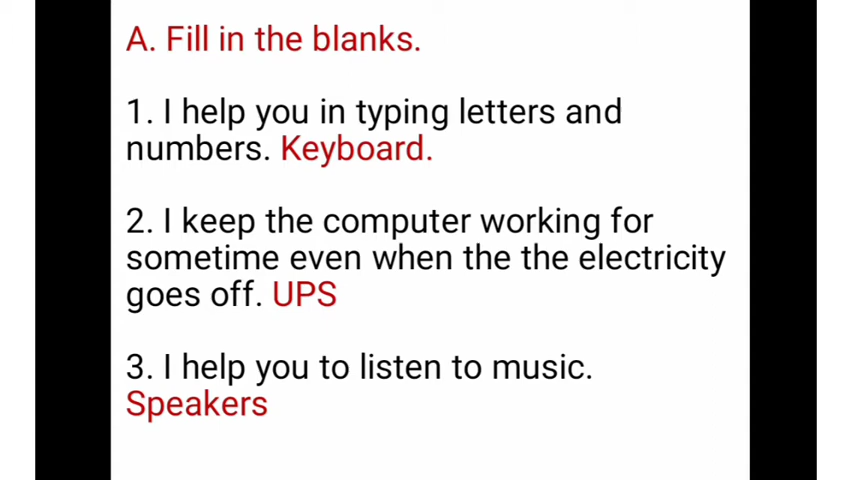 A. Fill in the blanks.
1. I help you in typing letters and
numbers. Keyboard.
2. I keep the computer working for
sometime even when the the electricity
goes off. UPS
3. I help you to listen to music.
Speakers